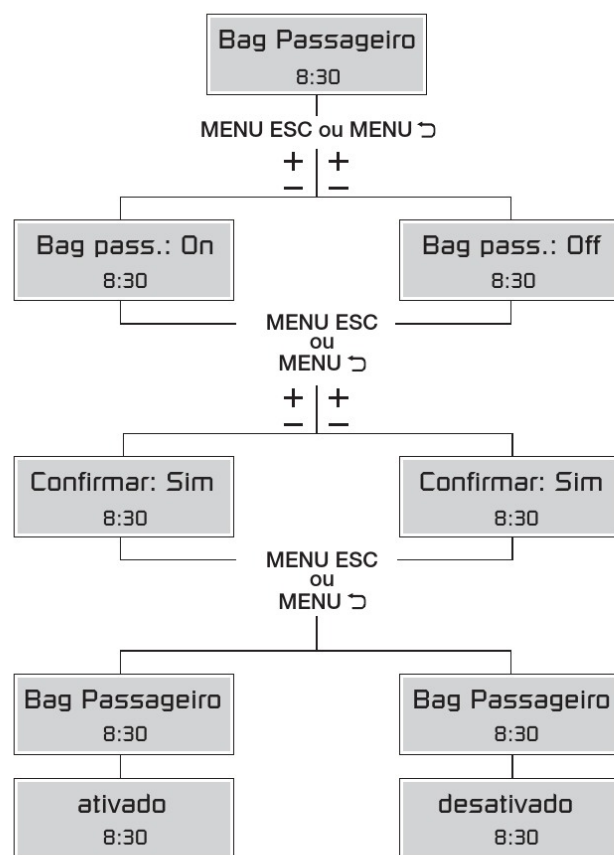 Bag Passageiro
8:30
MENU ESC ou MENU ⮌
+ +
– –
Bag pass.: On
8:30
Bag pass.: Off
8:30
MENU ESC
ou
MENU ⮌
+ +
– –
Confirmar: Sim
8:30
Confirmar: Sim
8:30
MENU ESC
ou
MENU ⮌
Bag Passageiro
8:30
Bag Passageiro
8:30
ativado
8:30
desativado
8:30